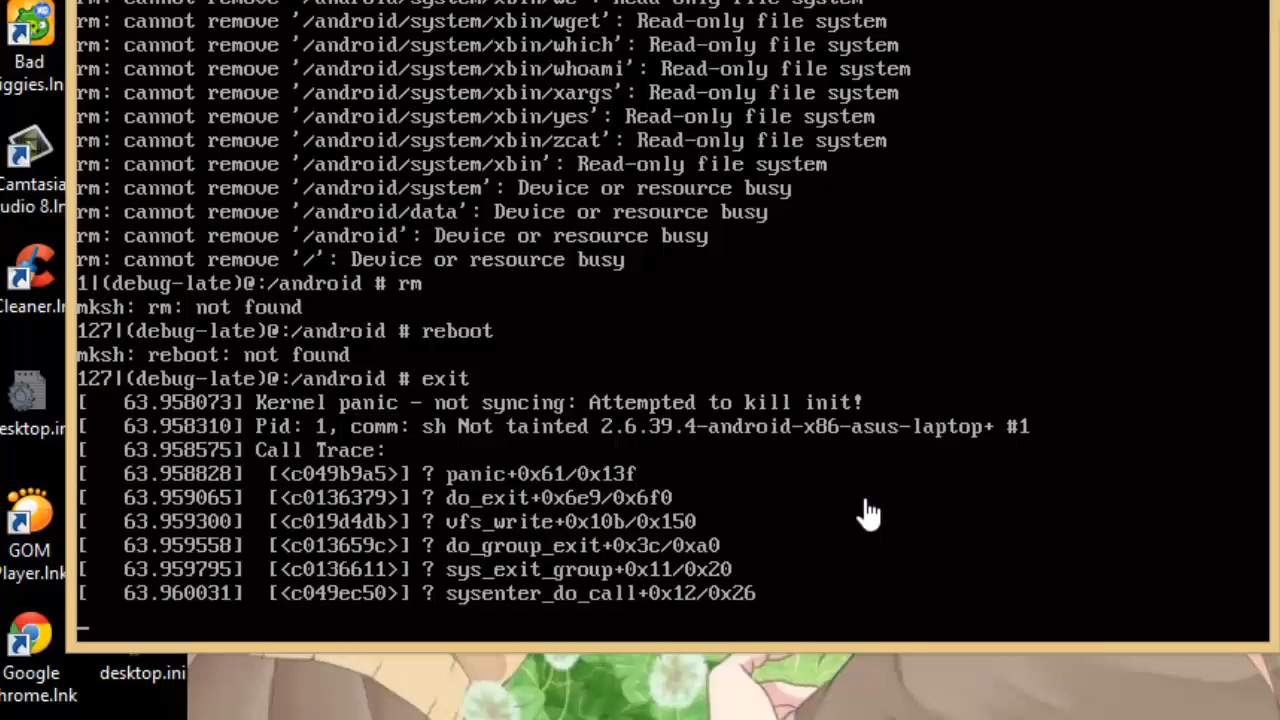 rm: cannot remove '/android/system/xbin/wc': Read-only file system
rm: cannot remove '/android/system/xbin/wget': Read-only file system
rm: cannot remove '/android/system/xbin/which': Read-only file system
rm: cannot remove '/android/system/xbin/whoami': Read-only file system
rm: cannot remove '/android/system/xbin/xargs': Read-only file system
rm: cannot remove '/android/system/xbin/yes': Read-only file system
rm: cannot remove '/android/system/xbin/zcat': Read-only file system
rm: cannot remove '/android/system/xbin': Read-only file system
rm: cannot remove '/android/system': Device or resource busy
rm: cannot remove '/android/data': Device or resource busy
rm: cannot remove '/android': Device or resource busy
rm: cannot remove '/': Device or resource busy
1|(debug-late)@:/android # rm
mksh: rm: not found
127|(debug-late)@:/android # reboot
mksh: reboot: not found
127|(debug-late)@:/android # exit
[   63.958073] Kernel panic - not syncing: Attempted to kill init!
[   63.958310] Pid: 1, comm: sh Not tainted 2.6.39.4-android-x86-asus-laptop+ #1
[   63.958575] Call Trace:
[   63.958828]  [<c049b9a5>] ? panic+0x61/0x13f
[   63.959065]  [<c0136379>] ? do_exit+0x6e9/0x6f0
[   63.959300]  [<c019d4db>] ? vfs_write+0x10b/0x150
[   63.959558]  [<c013659c>] ? do_group_exit+0x3c/0xa0
[   63.959795]  [<c0136611>] ? sys_exit_group+0x11/0x20
[   63.960031]  [<c049ec50>] ? sysenter_do_call+0x12/0x26
Bad
iggies.ln
Camtasia
udio 8.ln
Cleaner.ln
esktop.in
GOM
Player.lnk
Google
hrome.lnk
desktop.ini